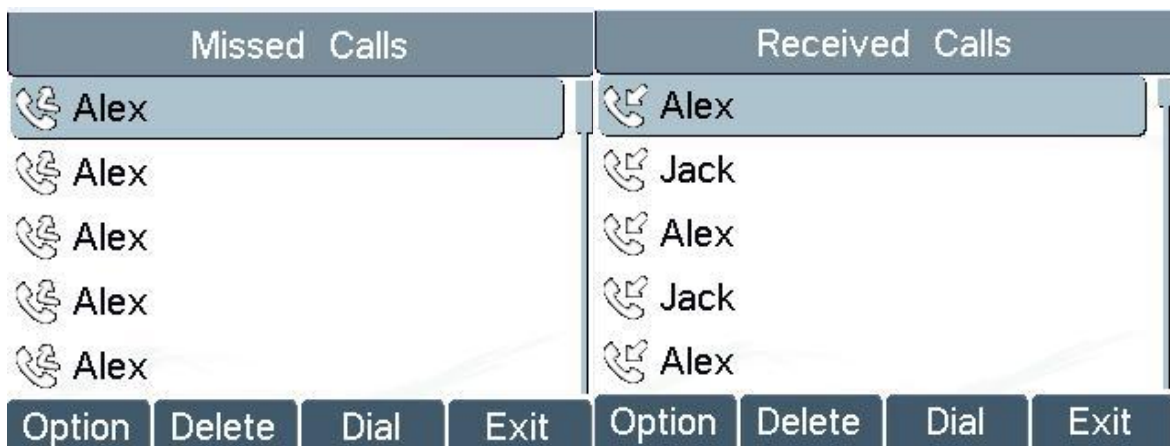 Missed Calls
Alex
Alex
Alex
Alex
Alex
Option Delete Dial Exit
Received Calls
Alex
Jack
Alex
Jack
Alex
Option Delete Dial Exit